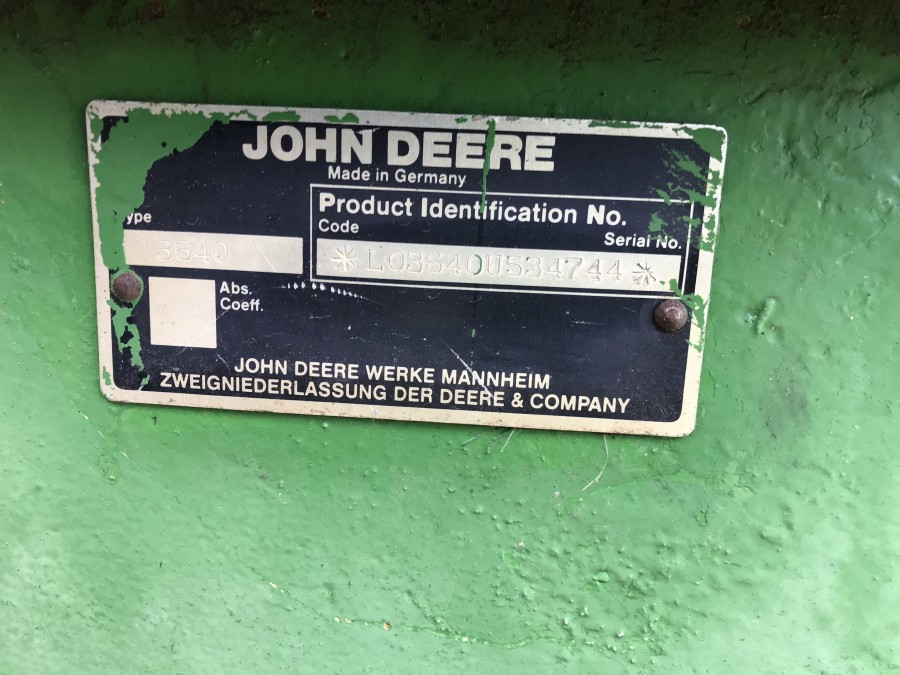 JOHN DEERE
Made in Germany
ype
Product Identification No.
Code
Serial No.
3640
*L03640U534744*
Abs.
Coeff.
JOHN DEERE WERKE MANNHEIM
ZWEIGNIEDERLASSUNG DER DEERE & COMPANY